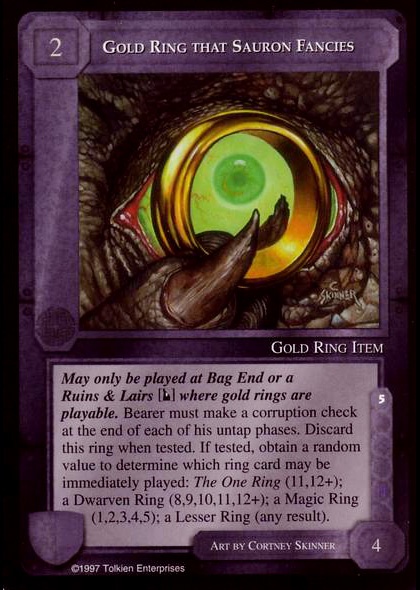 2
GOLD RING THAT SAURON FANCIES
C
SKINNER
GOLD RING ITEM
May only be played at Bag End or a
Ruins & Lairs [] where gold rings are
playable. Bearer must make a corruption check
at the end of each of his untap phases. Discard
this ring when tested. If tested, obtain a random
value to determine which ring card may be
immediately played: The One Ring (11,12+);
a Dwarven Ring (8,9,10,11,12+); a Magic Ring
(1,2,3,4,5); a Lesser Ring (any result).
5
ART BY CORTNEY SKINNER
4
©1997 Tolkien Enterprises